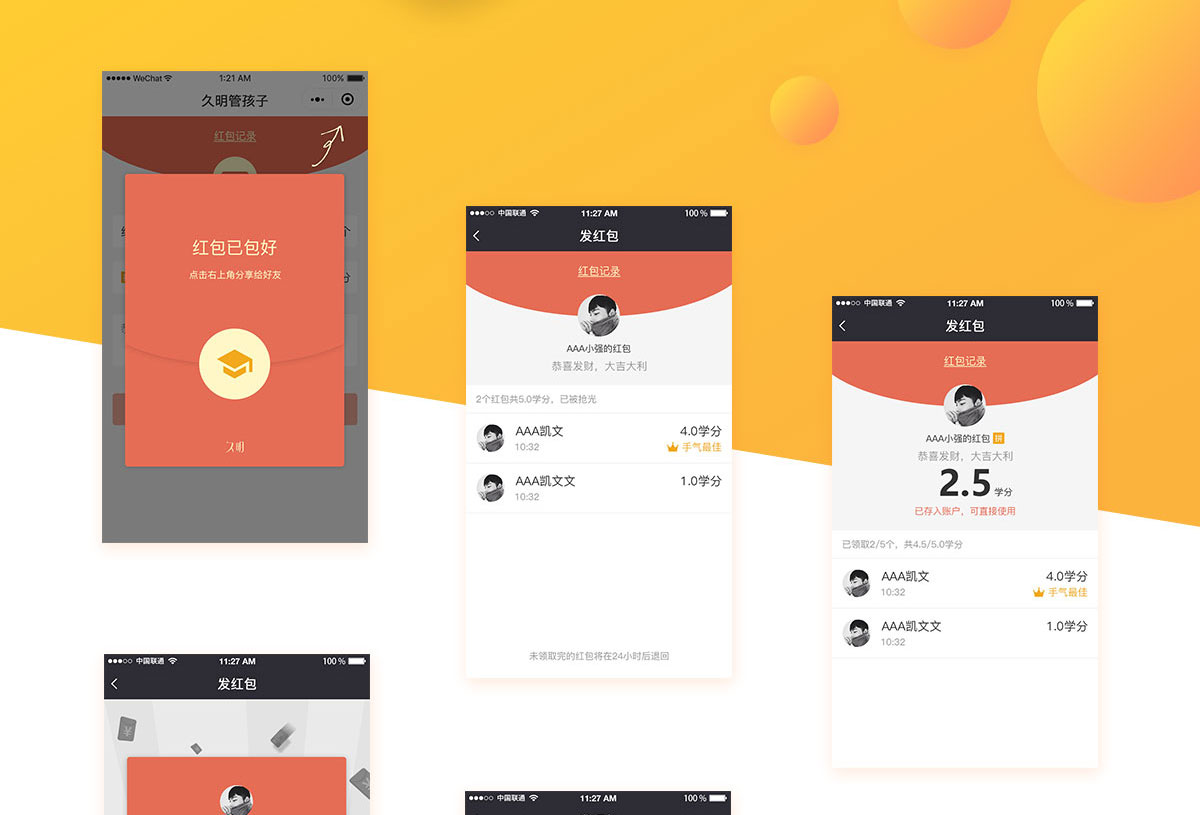 WeChat 1:21 AM 100%
久明管孩子
红包记录
个
分
红包已包好
点击右上角分享给好友
久明
中国联通 11:27 AM 100%
发红包
红包记录
AAA小强的红包
恭喜发财，大吉大利
2个红包共5.0学分，已被抢光
AAA凯文 4.0学分
10:32 手气最佳
AAA凯文文 1.0学分
10:32
未领取完的红包将在24小时后退回
中国联通 11:27 AM 100%
发红包
红包记录
AAA小强的红包 拼
恭喜发财，大吉大利
2.5 学分
已存入账户，可直接使用
已领取2/5个，共4.5/5.0学分
AAA凯文 4.0学分
10:32 手气最佳
AAA凯文文 1.0学分
10:32
中国联通 11:27 AM 100%
发红包
中国联通 11:27 AM 100%